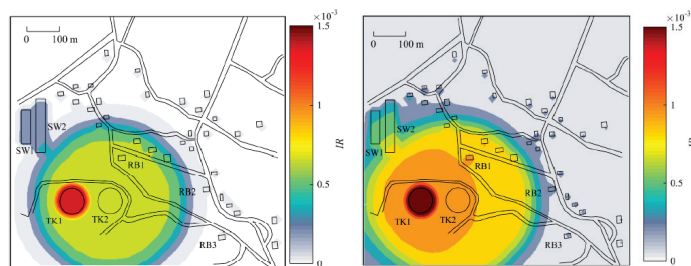 0 100 m
SW1
SW2
RB1
RB2
RB3
TK1
TK2
×10⁻³
1.5
1
0.5
0
IR
0 100 m
SW1
SW2
RB1
RB2
RB3
TK1
TK2
×10⁻³
1.5
1
0.5
0